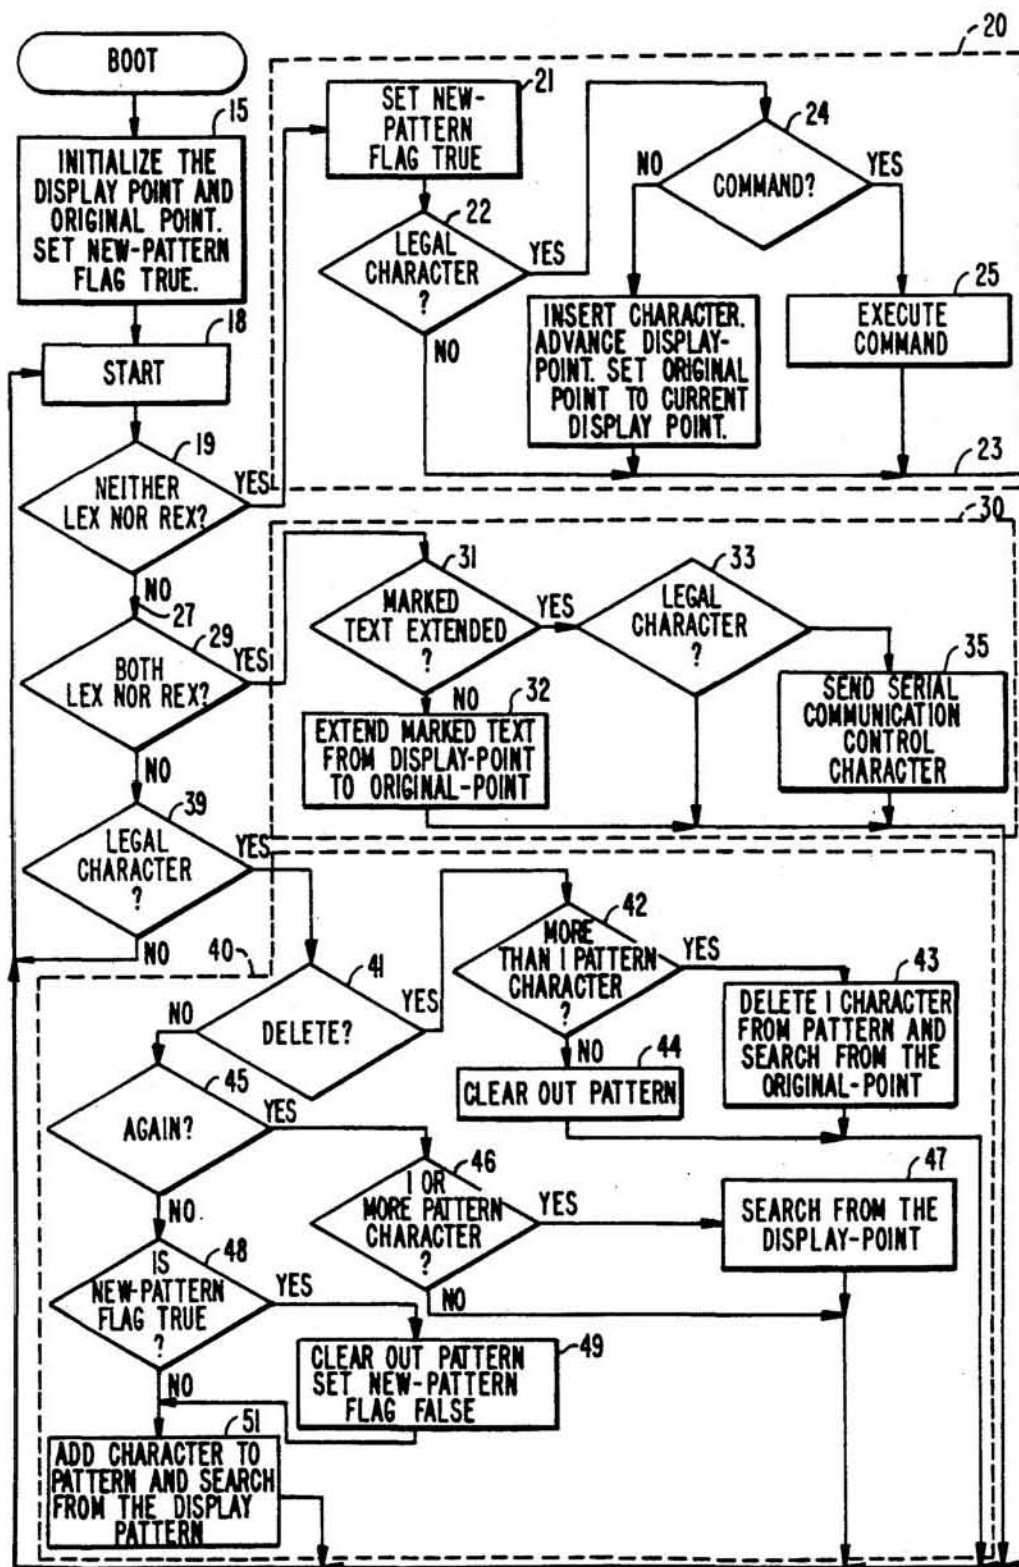 BOOT
15
INITIALIZE THE
DISPLAY POINT AND
ORIGINAL POINT.
SET NEW-PATTERN
FLAG TRUE.
18
START
19
NEITHER
LEX NOR REX?
YES
NO
27
29
BOTH
LEX NOR REX?
YES
NO
39
LEGAL
CHARACTER
?
YES
NO
20
21
SET NEW-
PATTERN
FLAG TRUE
22
LEGAL
CHARACTER
?
YES
NO
24
COMMAND?
NO
YES
INSERT CHARACTER.
ADVANCE DISPLAY-
POINT. SET ORIGINAL
POINT TO CURRENT
DISPLAY POINT.
25
EXECUTE
COMMAND
23
30
31
MARKED
TEXT EXTENDED
?
YES
NO
32
EXTEND MARKED TEXT
FROM DISPLAY-POINT
TO ORIGINAL-POINT
33
LEGAL
CHARACTER
?
35
SEND SERIAL
COMMUNICATION
CONTROL
CHARACTER
40
41
DELETE?
NO
YES
42
MORE
THAN 1 PATTERN
CHARACTER
?
YES
NO
43
DELETE 1 CHARACTER
FROM PATTERN AND
SEARCH FROM THE
ORIGINAL-POINT
44
CLEAR OUT PATTERN
45
AGAIN?
YES
NO
46
1 OR
MORE PATTERN
CHARACTER
?
YES
NO
47
SEARCH FROM THE
DISPLAY-POINT
48
IS
NEW-PATTERN
FLAG TRUE
?
YES
NO
49
CLEAR OUT PATTERN
SET NEW-PATTERN
FLAG FALSE
51
ADD CHARACTER TO
PATTERN AND SEARCH
FROM THE DISPLAY
PATTERN